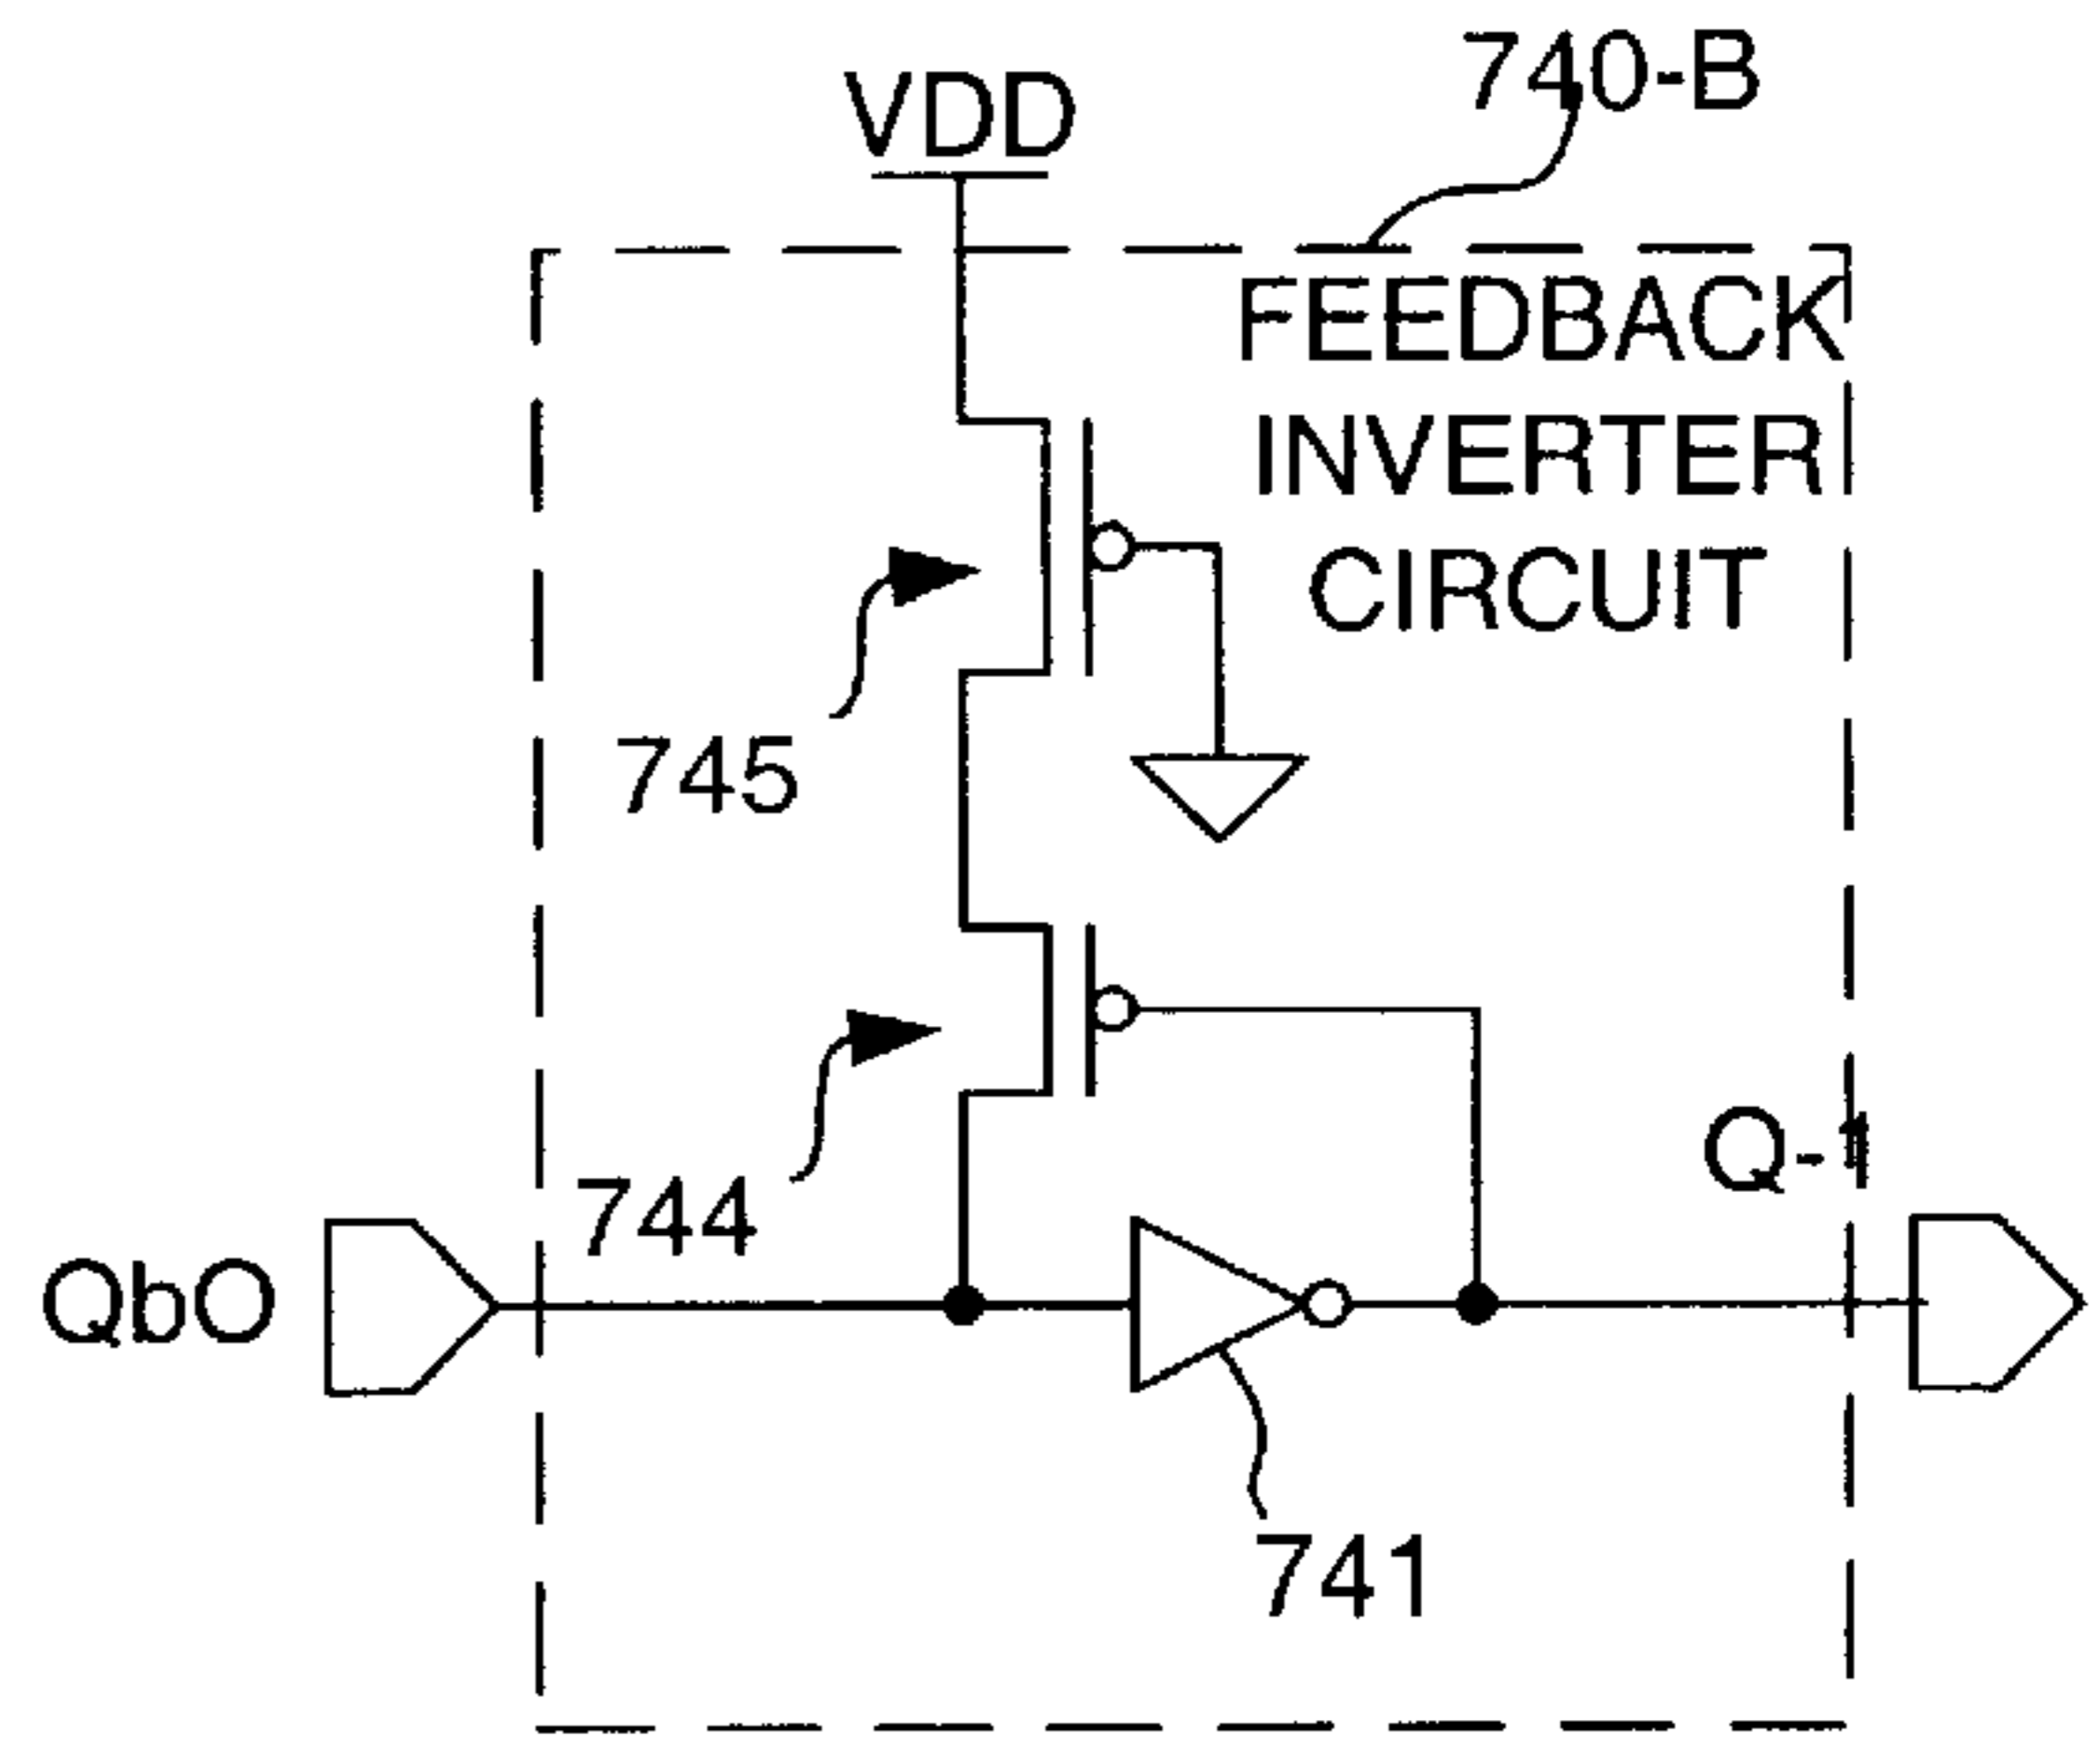 740-B
VDD
FEEDBACK
INVERTER
CIRCUIT
745
744
Q-1
QbO
741